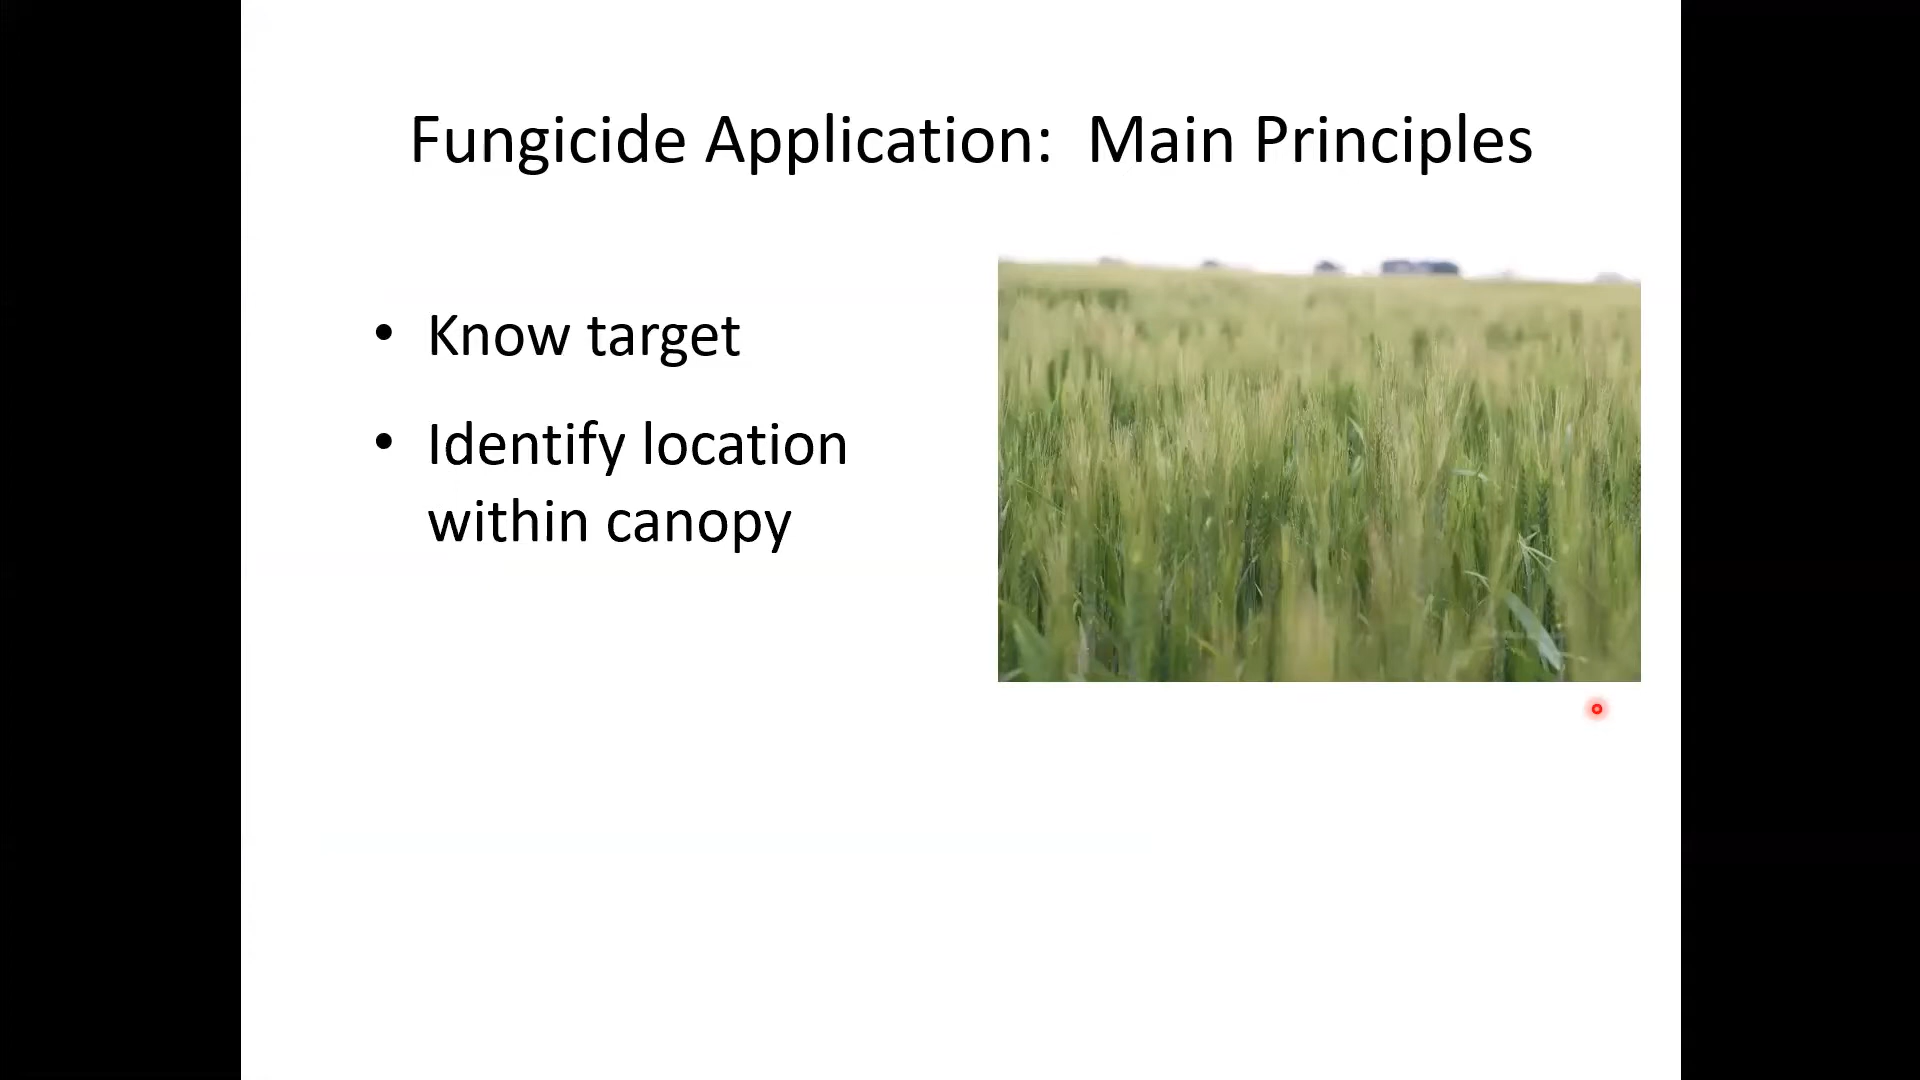 Fungicide Application:  Main Principles
• Know target
• Identify location
within canopy